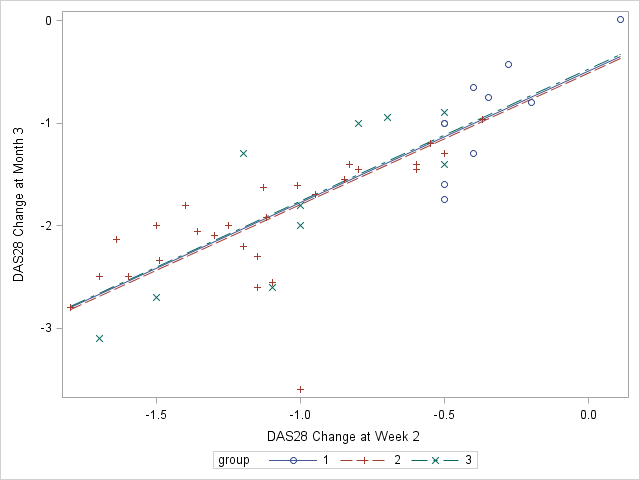 0
-1
-2
-3
DAS28 Change at Month 3
-1.5 -1.0 -0.5 0.0
DAS28 Change at Week 2
group 1 2 3